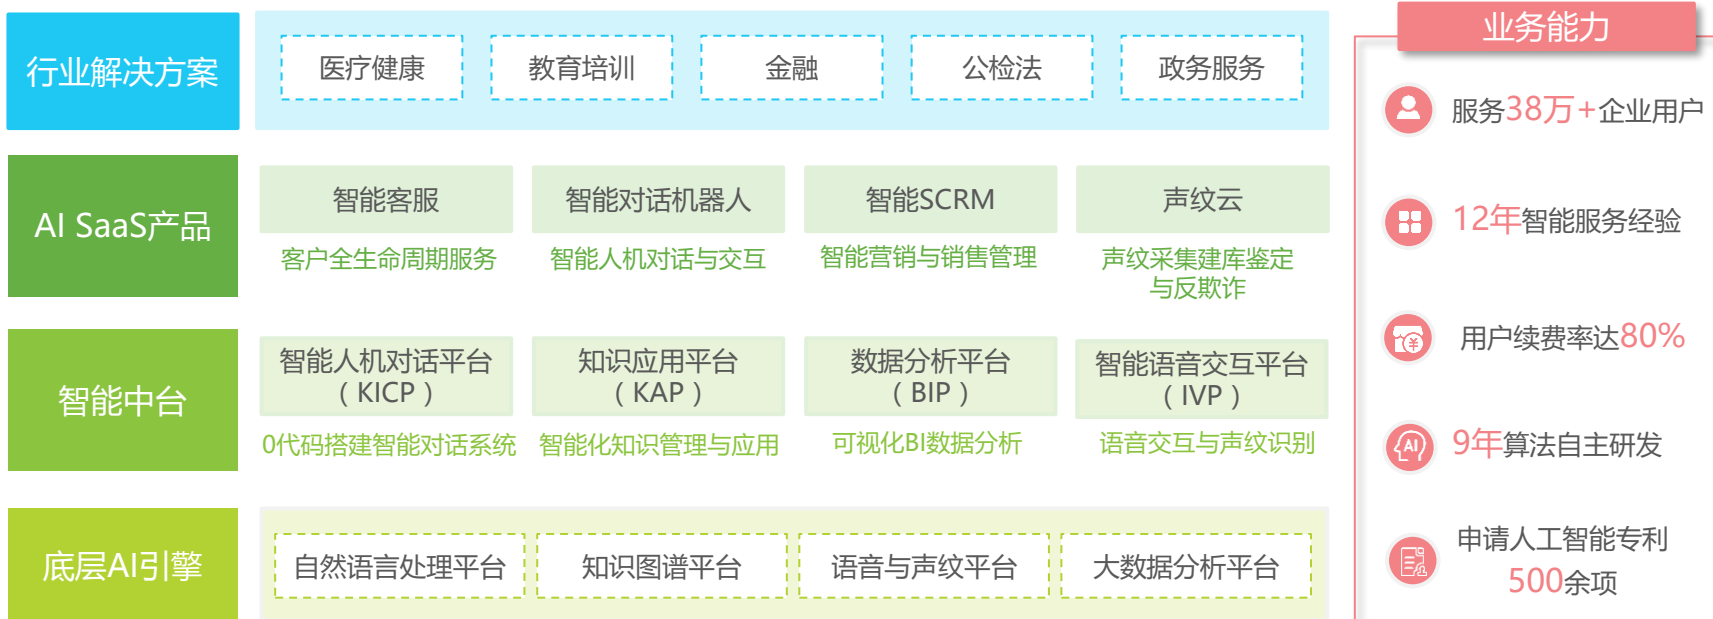 行业解决方案
医疗健康
教育培训
金融
公检法
政务服务
AI SaaS产品
智能客服
客户全生命周期服务
智能对话机器人
智能人机对话与交互
智能SCRM
智能营销与销售管理
声纹云
声纹采集建库鉴定
与反欺诈
智能中台
智能人机对话平台
（KICP）
0代码搭建智能对话系统
知识应用平台
（KAP）
智能化知识管理与应用
数据分析平台
（BIP）
可视化BI数据分析
智能语音交互平台
（IVP）
语音交互与声纹识别
底层AI引擎
自然语言处理平台
知识图谱平台
语音与声纹平台
大数据分析平台
业务能力
服务38万+企业用户
12年智能服务经验
¥
用户续费率达80%
AI
9年算法自主研发
申请人工智能专利
500余项